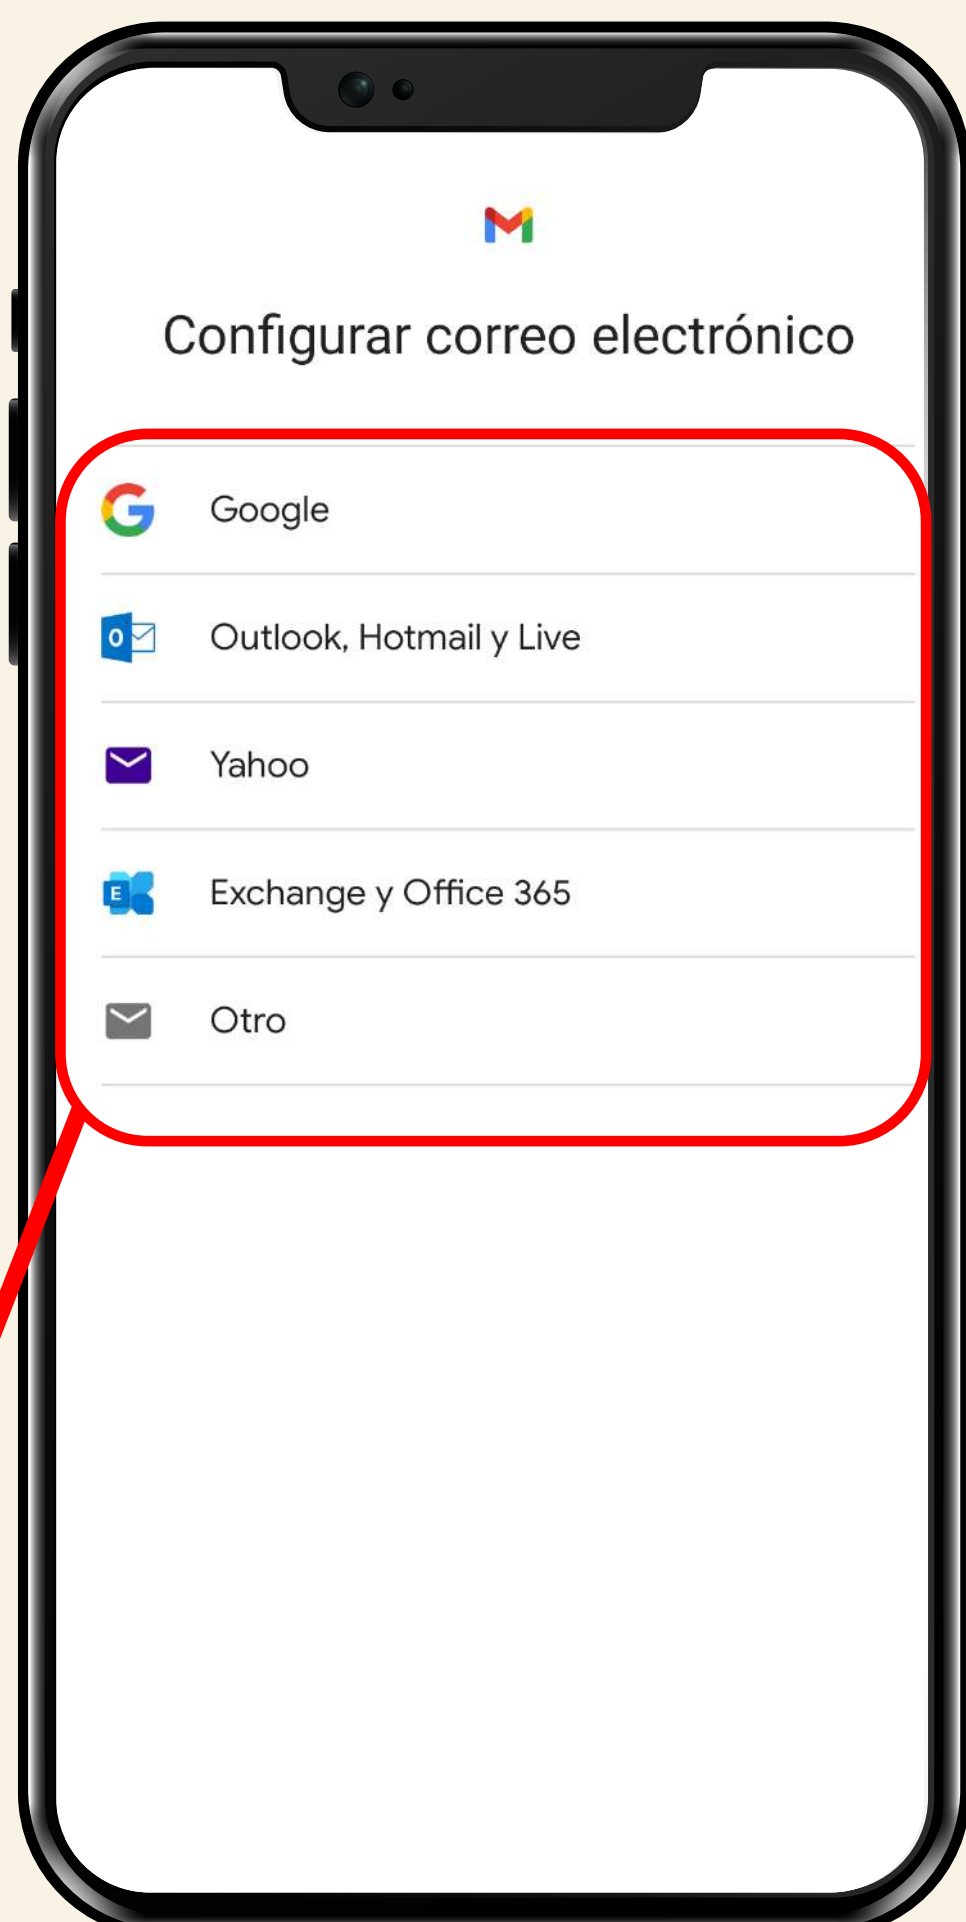 Configurar correo electrónico
Google
Outlook, Hotmail y Live
Yahoo
Exchange y Office 365
Otro